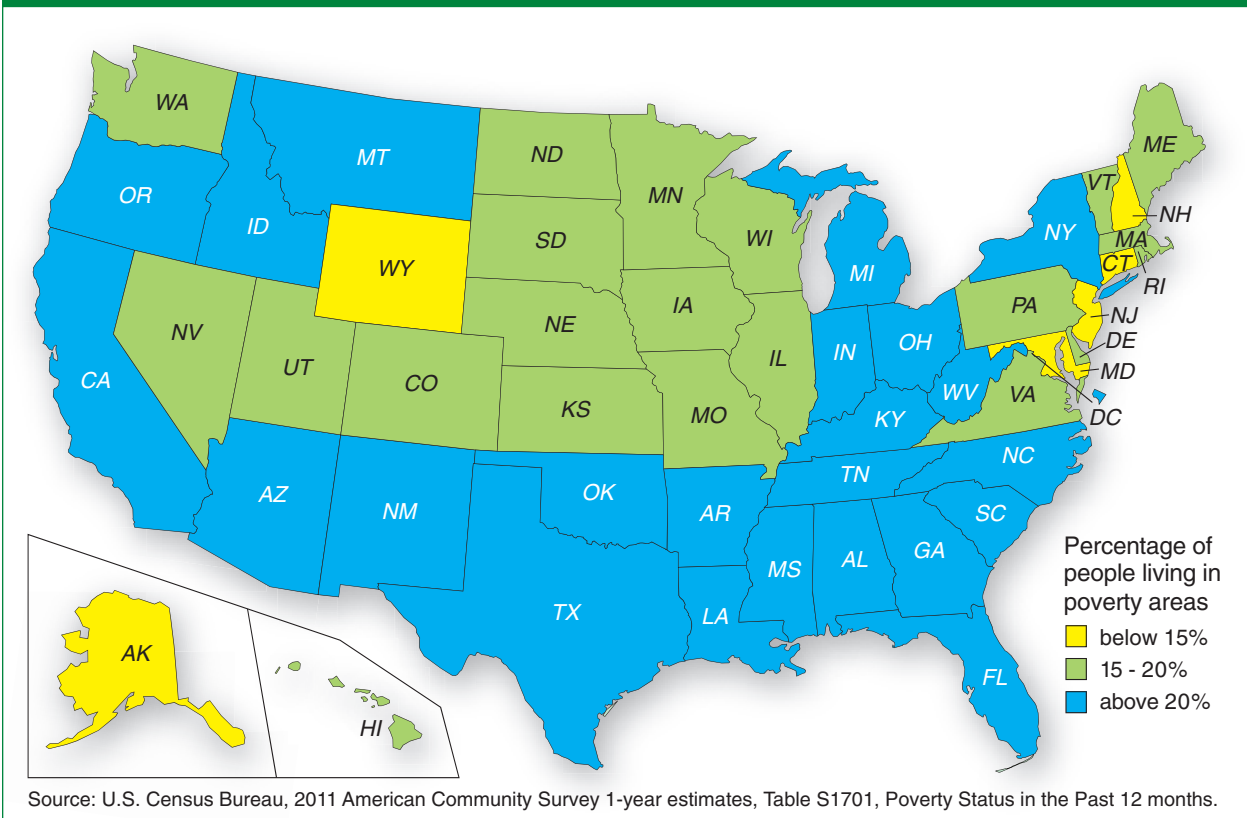 WA
ME
MT
ND
VT
MN
OR
NH
ID
SD
WI
NY
MA
WY
MI
CT
RI
IA
PA
NE
NJ
NV
DE
OH
IN
IL
UT
MD
CA
CO
WV
VA
KS
MO
DC
KY
NC
TN
OK
AZ
NM
AR
SC
GA
AL
MS
TX
LA
FL
AK
HI
Percentage of
people living in
poverty areas
below 15%
15 - 20%
above 20%
Source: U.S. Census Bureau, 2011 American Community Survey 1-year estimates, Table S1701, Poverty Status in the Past 12 months.